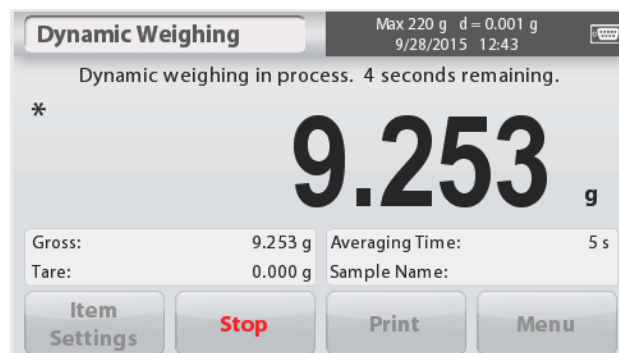 Dynamic Weighing
Max 220 g d = 0.001 g
9/28/2015 12:43
Dynamic weighing in process. 4 seconds remaining.
*
9.253 g
Gross: 9.253 g
Tare: 0.000 g
Averaging Time: 5 s
Sample Name:
Item
Settings
Stop
Print
Menu